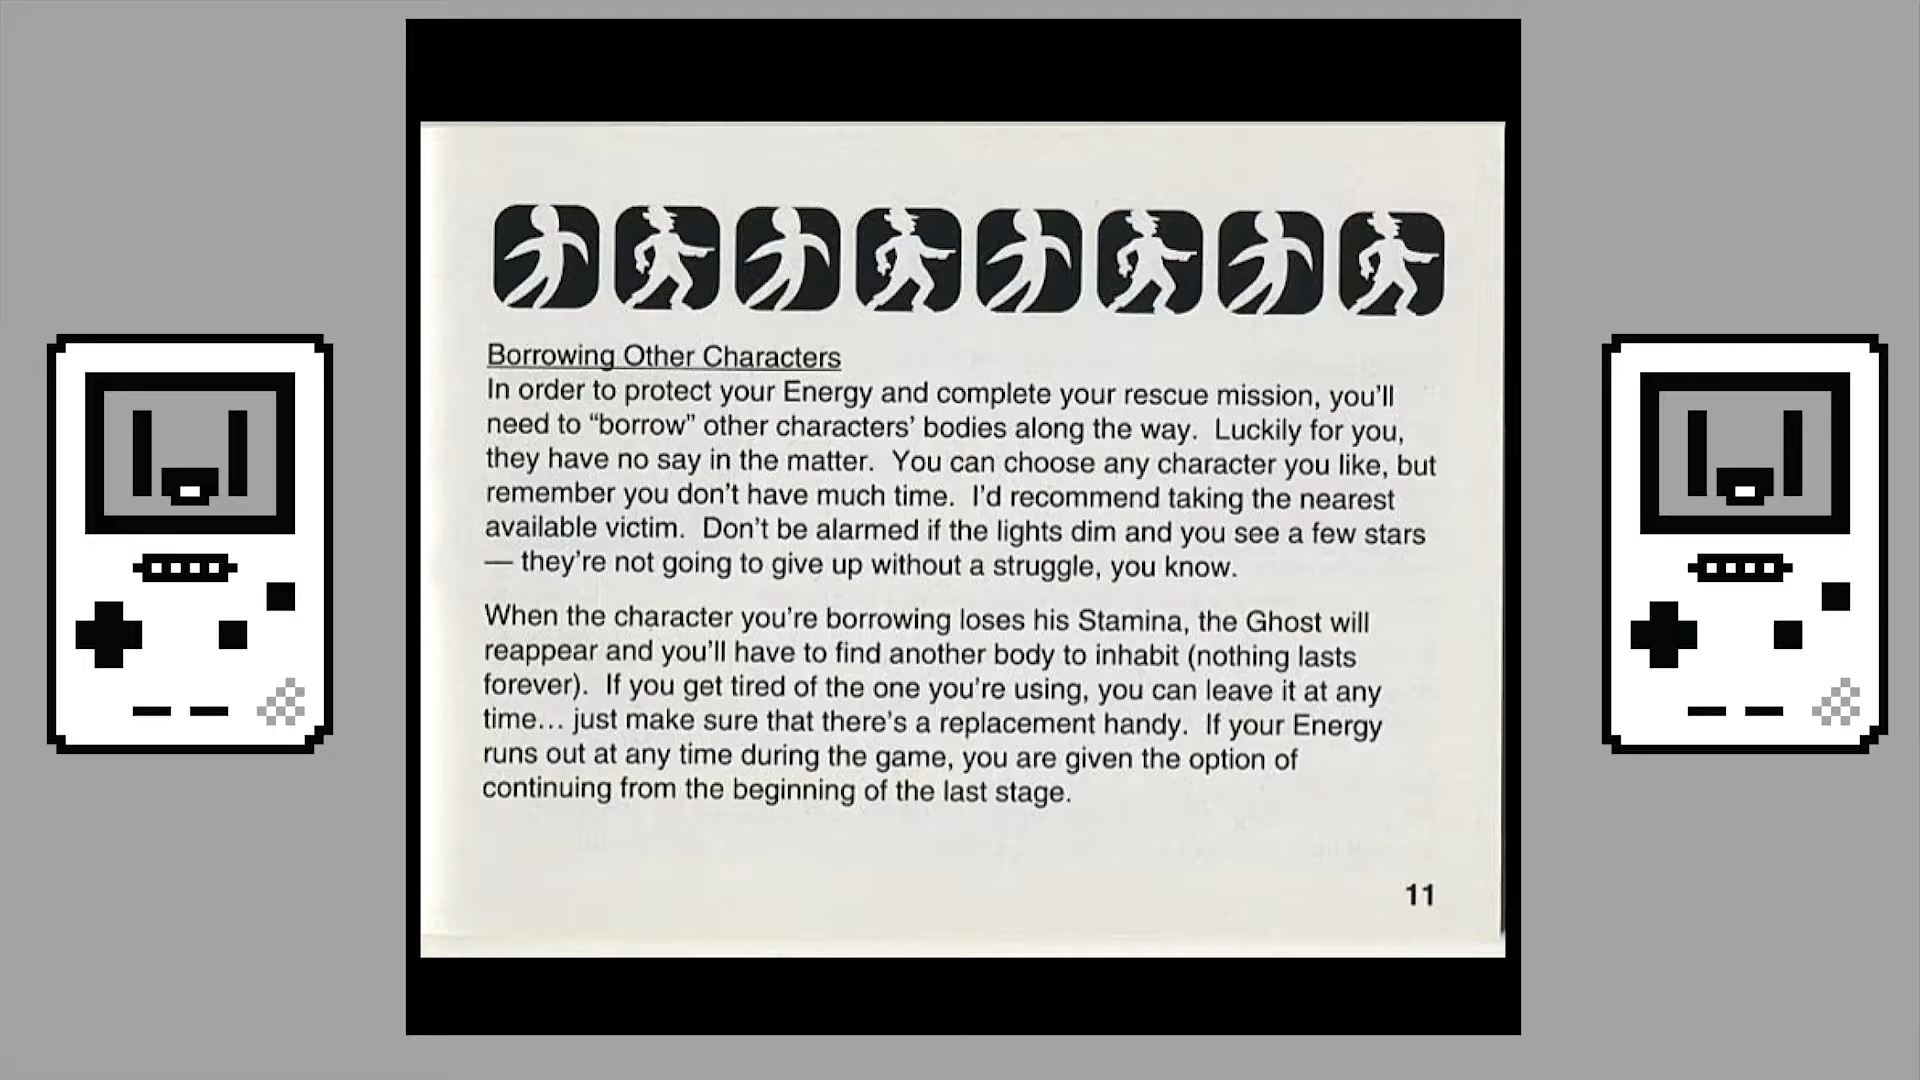 Borrowing Other Characters
In order to protect your Energy and complete your rescue mission, you'll
need to “borrow” other characters' bodies along the way.  Luckily for you,
they have no say in the matter.  You can choose any character you like, but
remember you don't have much time.  I'd recommend taking the nearest
available victim.  Don't be alarmed if the lights dim and you see a few stars
— they're not going to give up without a struggle, you know.
When the character you're borrowing loses his Stamina, the Ghost will
reappear and you'll have to find another body to inhabit (nothing lasts
forever).  If you get tired of the one you're using, you can leave it at any
time… just make sure that there's a replacement handy.  If your Energy
runs out at any time during the game, you are given the option of
continuing from the beginning of the last stage.
11